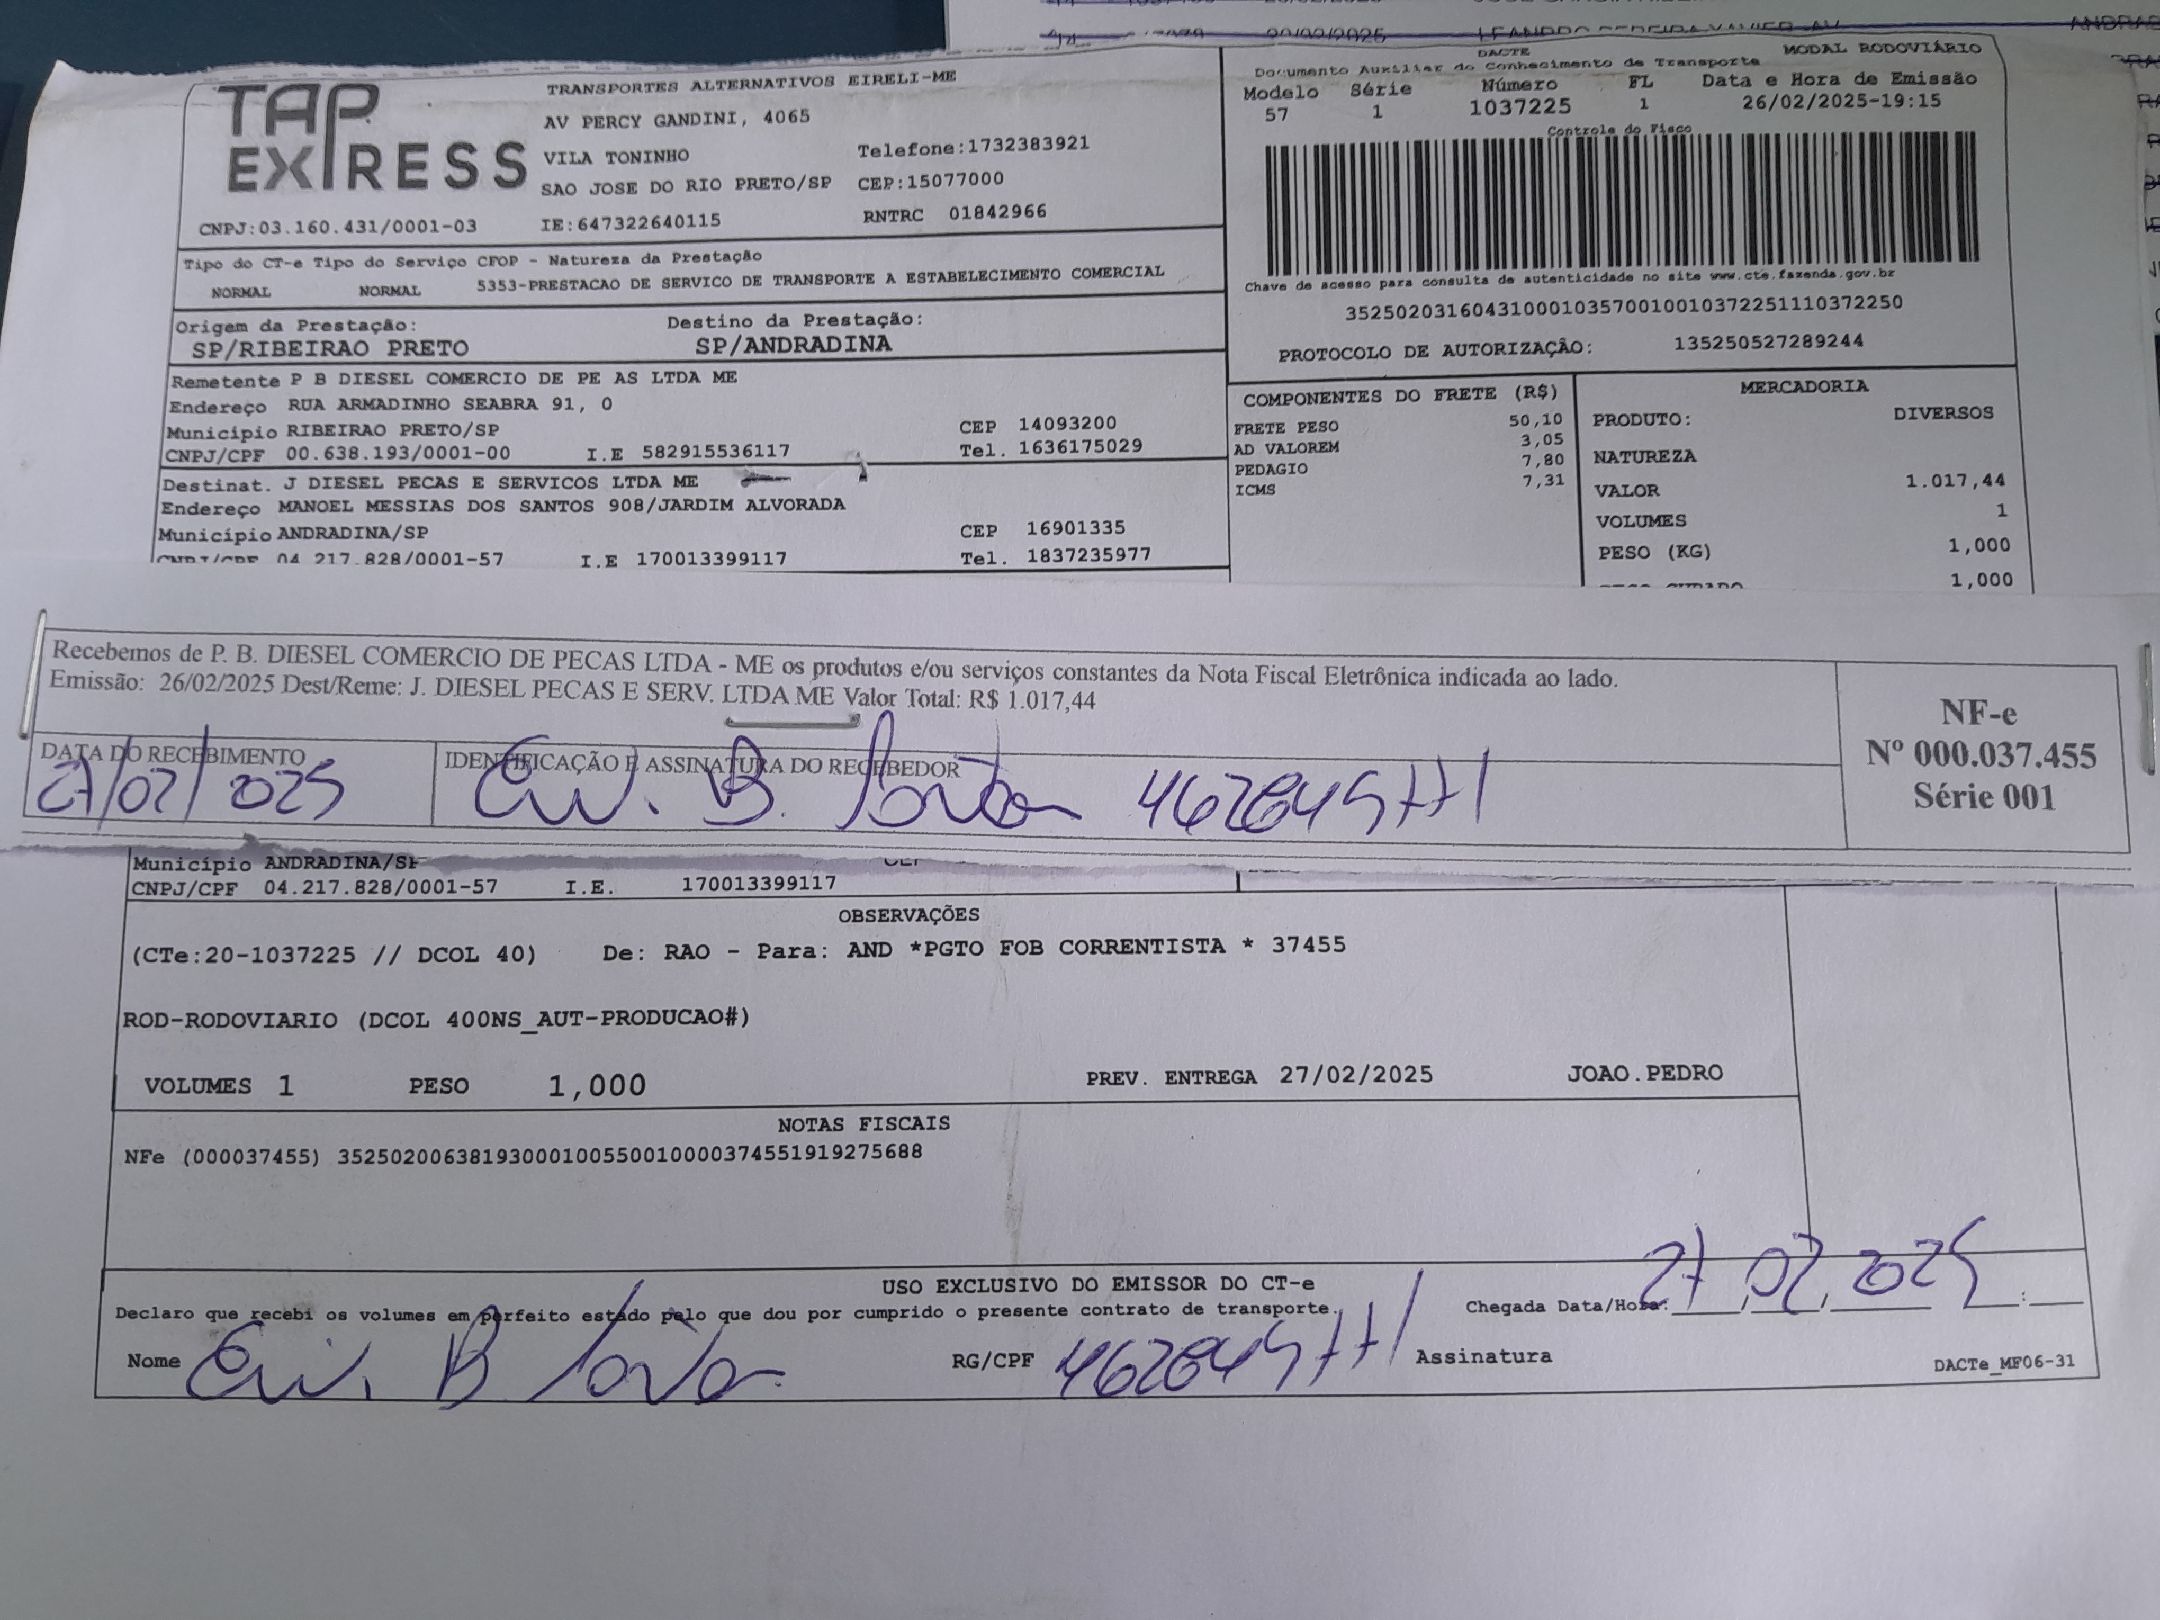 TAP EXPRESS
TRANSPORTES ALTERNATIVOS EIRELI-ME
AV PERCY GANDINI, 4065
VILA TONINHO Telefone:1732383921
SAO JOSE DO RIO PRETO/SP CEP:15077000
CNPJ:03.160.431/0001-03 IE:647322640115 RNTRC 01842966
DACTE MODAL RODOVIÁRIO
Documento Auxiliar do Conhecimento de Transporte
Modelo Série Número FL Data e Hora de Emissão
57 1 1037225 1 26/02/2025-19:15
Controle do Fisco
Chave de acesso para consulta de autenticidade no site www.cte.fazenda.gov.br
35250203160431000103570010010372251110372250
PROTOCOLO DE AUTORIZAÇÃO: 135250527289244
Tipo do CT-e Tipo do Serviço CFOP - Natureza da Prestação
NORMAL NORMAL 5353-PRESTACAO DE SERVICO DE TRANSPORTE A ESTABELECIMENTO COMERCIAL
Origem da Prestação: Destino da Prestação:
SP/RIBEIRAO PRETO SP/ANDRADINA
Remetente P B DIESEL COMERCIO DE PE AS LTDA ME
Endereço RUA ARMADINHO SEABRA 91, 0
Município RIBEIRAO PRETO/SP CEP 14093200
CNPJ/CPF 00.638.193/0001-00 I.E 582915536117 Tel. 1636175029
Destinat. J DIESEL PECAS E SERVICOS LTDA ME
Endereço MANOEL MESSIAS DOS SANTOS 908/JARDIM ALVORADA
Município ANDRADINA/SP CEP 16901335
CNPJ/CPF 04.217.828/0001-57 I.E 170013399117 Tel. 1837235977
COMPONENTES DO FRETE (R$)
FRETE PESO 50,10
AD VALOREM 3,05
PEDAGIO 7,80
ICMS 7,31
MERCADORIA
PRODUTO: DIVERSOS
NATUREZA
VALOR 1.017,44
VOLUMES 1
PESO (KG) 1,000
1,000
Recebemos de P. B. DIESEL COMERCIO DE PECAS LTDA - ME os produtos e/ou serviços constantes da Nota Fiscal Eletrônica indicada ao lado.
Emissão: 26/02/2025 Dest/Reme: J. DIESEL PECAS E SERV. LTDA ME Valor Total: R$ 1.017,44
DATA DO RECEBIMENTO IDENTIFICAÇÃO E ASSINATURA DO RECEBEDOR
27/02/2025
NF-e
Nº 000.037.455
Série 001
Município ANDRADINA/SP
CNPJ/CPF 04.217.828/0001-57 I.E. 170013399117
OBSERVAÇÕES
(CTe:20-1037225 // DCOL 40) De: RAO - Para: AND *PGTO FOB CORRENTISTA * 37455
ROD-RODOVIARIO (DCOL 400NS_AUT-PRODUCAO#)
VOLUMES 1 PESO 1,000 PREV. ENTREGA 27/02/2025 JOAO.PEDRO
NOTAS FISCAIS
NFe (000037455) 35250200638193000100550010000374551919275688
USO EXCLUSIVO DO EMISSOR DO CT-e
Declaro que recebi os volumes em perfeito estado pelo que dou por cumprido o presente contrato de transporte. Chegada Data/Hora: 27/02/2025 :
Nome RG/CPF Assinatura
DACTe_MF06-31